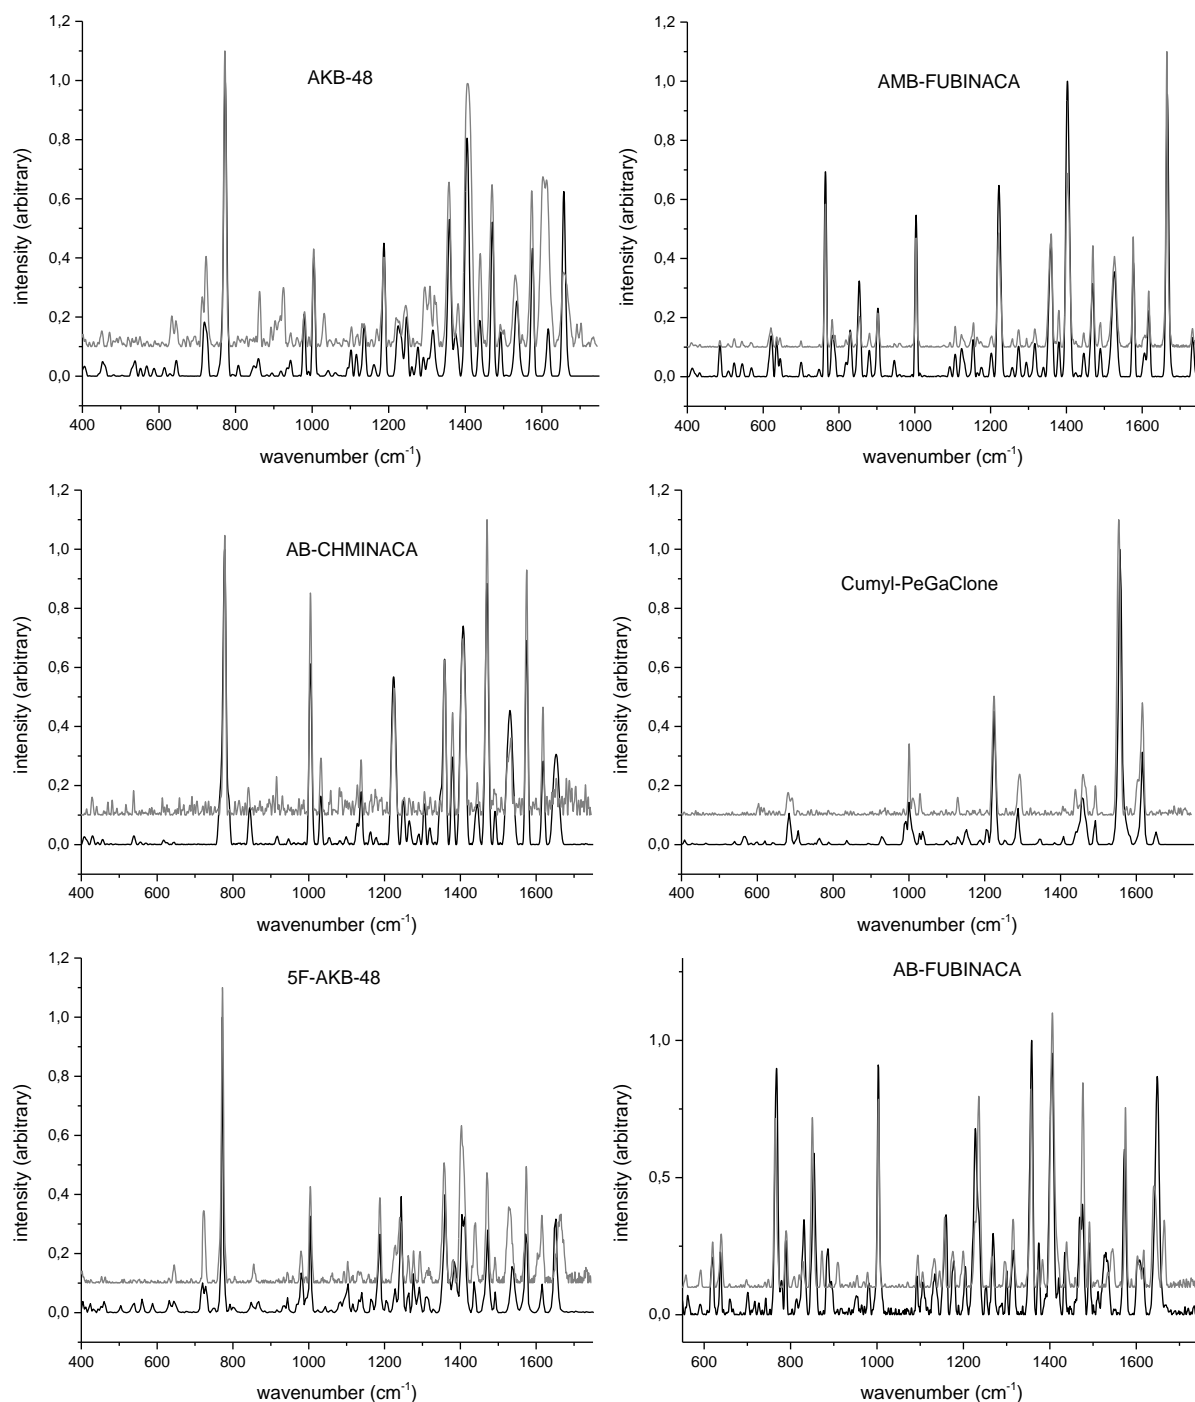 1,2
1,0
0,8
0,6
0,4
0,2
0,0
intensity (arbitrary)
AKB-48
400 600 800 1000 1200 1400 1600
wavenumber (cm-1)
1,2
1,0
0,8
0,6
0,4
0,2
0,0
intensity (arbitrary)
AMB-FUBINACA
400 600 800 1000 1200 1400 1600
wavenumber (cm-1)
1,2
1,0
0,8
0,6
0,4
0,2
0,0
intensity (arbitrary)
AB-CHMINACA
400 600 800 1000 1200 1400 1600
wavenumber (cm-1)
1,2
1,0
0,8
0,6
0,4
0,2
0,0
intensity (arbitrary)
Cumyl-PeGaClone
400 600 800 1000 1200 1400 1600
wavenumber (cm-1)
1,2
1,0
0,8
0,6
0,4
0,2
0,0
intensity (arbitrary)
5F-AKB-48
400 600 800 1000 1200 1400 1600
wavenumber (cm-1)
1,0
0,5
0,0
intensity (arbitrary)
AB-FUBINACA
600 800 1000 1200 1400 1600
wavenumber (cm-1)